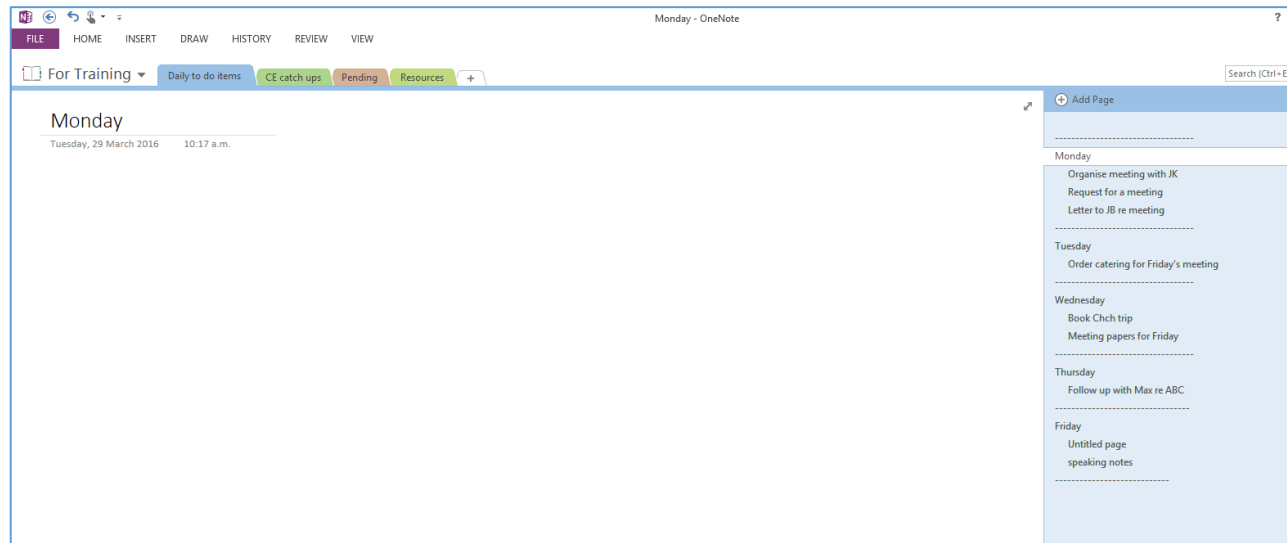 Monday - OneNote
?
FILE HOME INSERT DRAW HISTORY REVIEW VIEW
For Training Daily to do items CE catch ups Pending Resources +
Search (Ctrl+E
Add Page
Monday
Tuesday, 29 March 2016 10:17 a.m.
---------------------------------
Monday
Organise meeting with JK
Request for a meeting
Letter to JB re meeting
---------------------------------
Tuesday
Order catering for Friday's meeting
---------------------------------
Wednesday
Book Chch trip
Meeting papers for Friday
---------------------------------
Thursday
Follow up with Max re ABC
--------------------------------
Friday
Untitled page
speaking notes
---------------------------